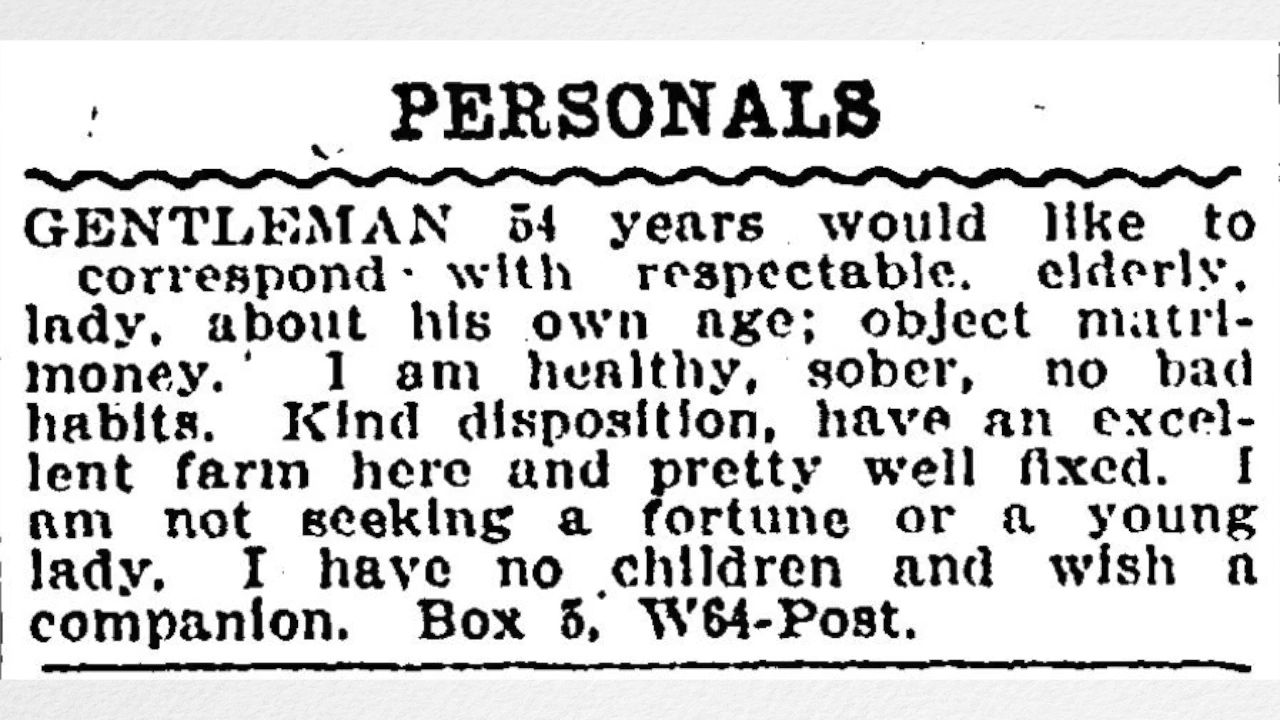 PERSONALS
GENTLEMAN 54 years would like to
correspond with respectable, elderly,
lady, about his own age; object matri-
money. I am healthy, sober, no bad
habits. Kind disposition, have an excel-
lent farm here and pretty well fixed. I
am not seeking a fortune or a young
lady. I have no children and wish a
companion. Box 5, W64-Post.